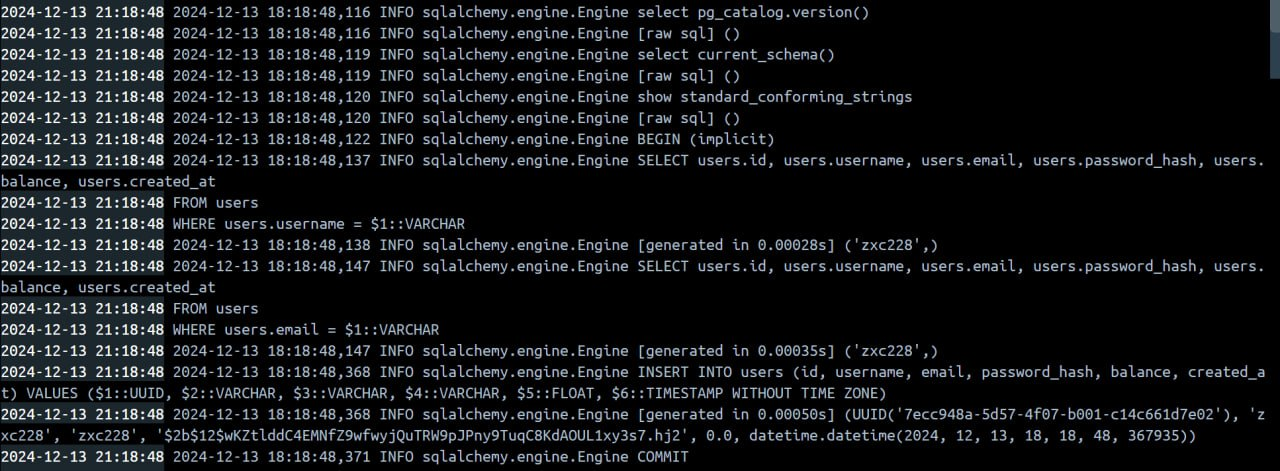 2024-12-13 21:18:48 2024-12-13 18:18:48,116 INFO sqlalchemy.engine.Engine select pg_catalog.version()
2024-12-13 21:18:48 2024-12-13 18:18:48,116 INFO sqlalchemy.engine.Engine [raw sql] ()
2024-12-13 21:18:48 2024-12-13 18:18:48,119 INFO sqlalchemy.engine.Engine select current_schema()
2024-12-13 21:18:48 2024-12-13 18:18:48,119 INFO sqlalchemy.engine.Engine [raw sql] ()
2024-12-13 21:18:48 2024-12-13 18:18:48,120 INFO sqlalchemy.engine.Engine show standard_conforming_strings
2024-12-13 21:18:48 2024-12-13 18:18:48,120 INFO sqlalchemy.engine.Engine [raw sql] ()
2024-12-13 21:18:48 2024-12-13 18:18:48,122 INFO sqlalchemy.engine.Engine BEGIN (implicit)
2024-12-13 21:18:48 2024-12-13 18:18:48,137 INFO sqlalchemy.engine.Engine SELECT users.id, users.username, users.email, users.password_hash, users.
balance, users.created_at
2024-12-13 21:18:48 FROM users
2024-12-13 21:18:48 WHERE users.username = $1::VARCHAR
2024-12-13 21:18:48 2024-12-13 18:18:48,138 INFO sqlalchemy.engine.Engine [generated in 0.00028s] ('zxc228',)
2024-12-13 21:18:48 2024-12-13 18:18:48,147 INFO sqlalchemy.engine.Engine SELECT users.id, users.username, users.email, users.password_hash, users.
balance, users.created_at
2024-12-13 21:18:48 FROM users
2024-12-13 21:18:48 WHERE users.email = $1::VARCHAR
2024-12-13 21:18:48 2024-12-13 18:18:48,147 INFO sqlalchemy.engine.Engine [generated in 0.00035s] ('zxc228',)
2024-12-13 21:18:48 2024-12-13 18:18:48,368 INFO sqlalchemy.engine.Engine INSERT INTO users (id, username, email, password_hash, balance, created_a
t) VALUES ($1::UUID, $2::VARCHAR, $3::VARCHAR, $4::VARCHAR, $5::FLOAT, $6::TIMESTAMP WITHOUT TIME ZONE)
2024-12-13 21:18:48 2024-12-13 18:18:48,368 INFO sqlalchemy.engine.Engine [generated in 0.00050s] (UUID('7ecc948a-5d57-4f07-b001-c14c661d7e02'), 'z
xc228', 'zxc228', '$2b$12$wKZtlddC4EMNfZ9wfwyjQuTRW9pJPny9TuqC8KdAOUL1xy3s7.hj2', 0.0, datetime.datetime(2024, 12, 13, 18, 18, 48, 367935))
2024-12-13 21:18:48 2024-12-13 18:18:48,371 INFO sqlalchemy.engine.Engine COMMIT